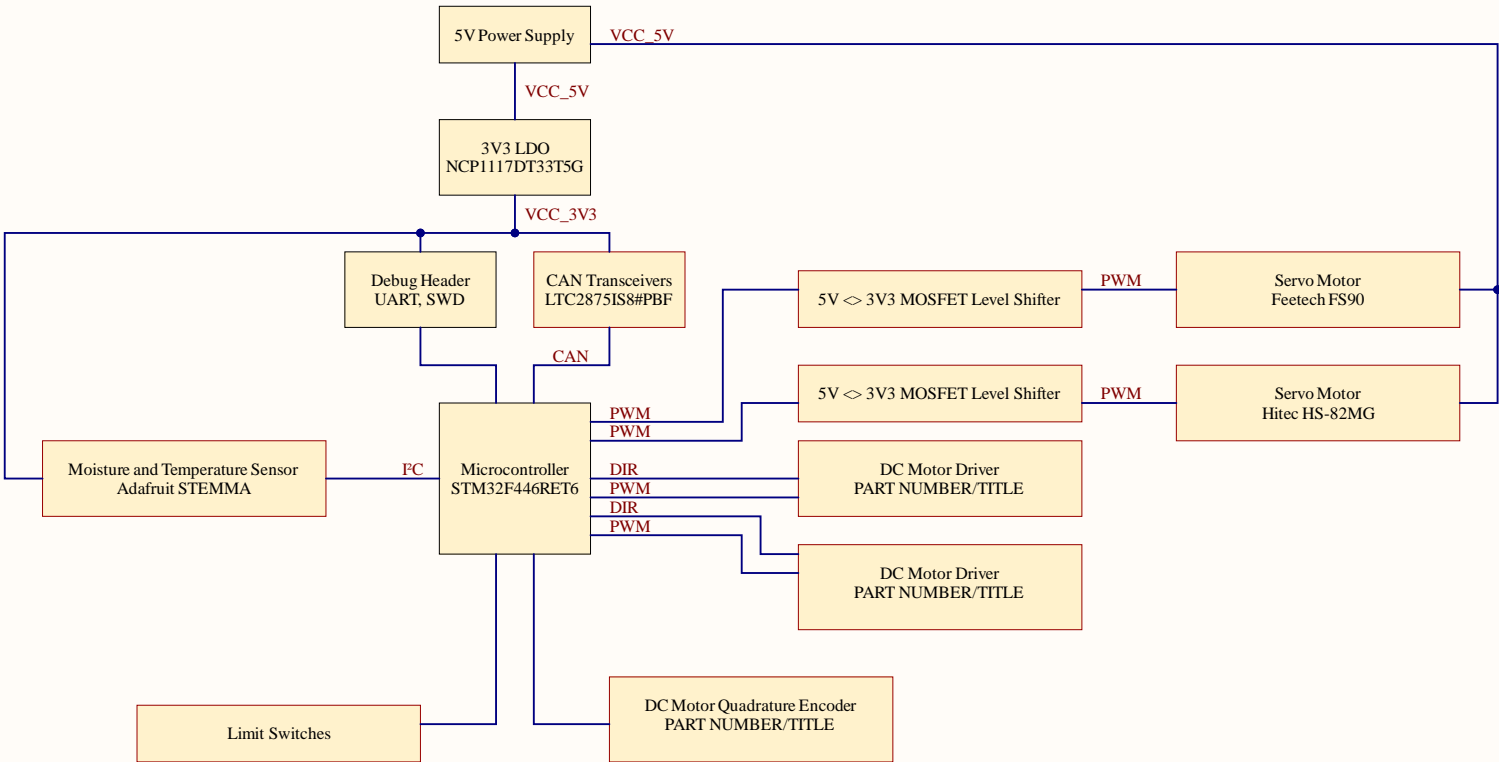 5V Power Supply
VCC_5V
VCC_5V
3V3 LDO
NCP1117DT33T5G
VCC_3V3
Debug Header
UART, SWD
CAN Transceivers
LTC2875IS8#PBF
5V <> 3V3 MOSFET Level Shifter
PWM
Servo Motor
Feetech FS90
CAN
5V <> 3V3 MOSFET Level Shifter
PWM
Servo Motor
Hitec HS-82MG
PWM
PWM
Moisture and Temperature Sensor
Adafruit STEMMA
I²C
Microcontroller
STM32F446RET6
DIR
PWM
DIR
PWM
DC Motor Driver
PART NUMBER/TITLE
DC Motor Driver
PART NUMBER/TITLE
Limit Switches
DC Motor Quadrature Encoder
PART NUMBER/TITLE